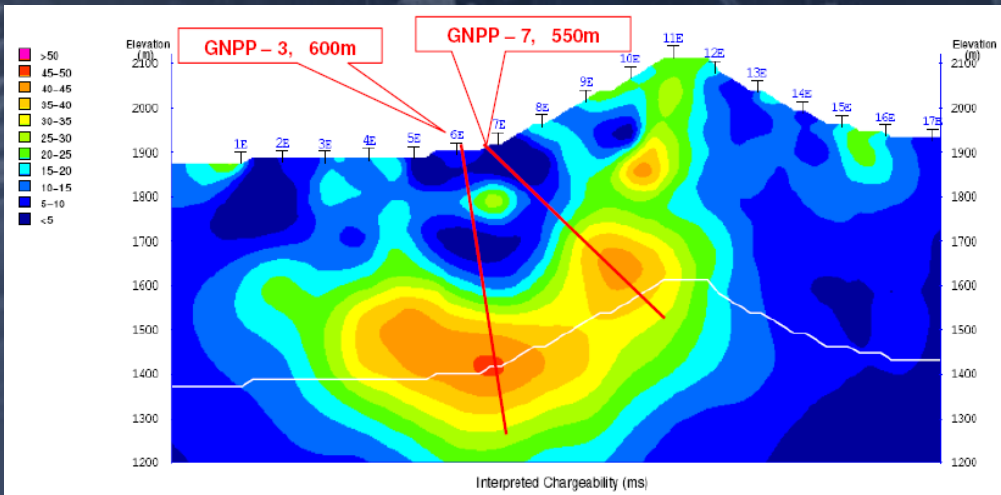 GNPP – 3, 600m
GNPP – 7, 550m
>50
45-50
40-45
35-40
30-35
25-30
20-25
15-20
10-15
5-10
<5
Elevation
(m)
2100
2000
1900
1800
1700
1600
1500
1400
1300
1200
1E
2E
3E
4E
5E
6E
7E
8E
9E
10E
11E
12E
13E
14E
15E
16E
17E
Elevation
(m)
2100
2000
1900
1800
1700
1600
1500
1400
1300
1200
Interpreted Chargeability (ms)